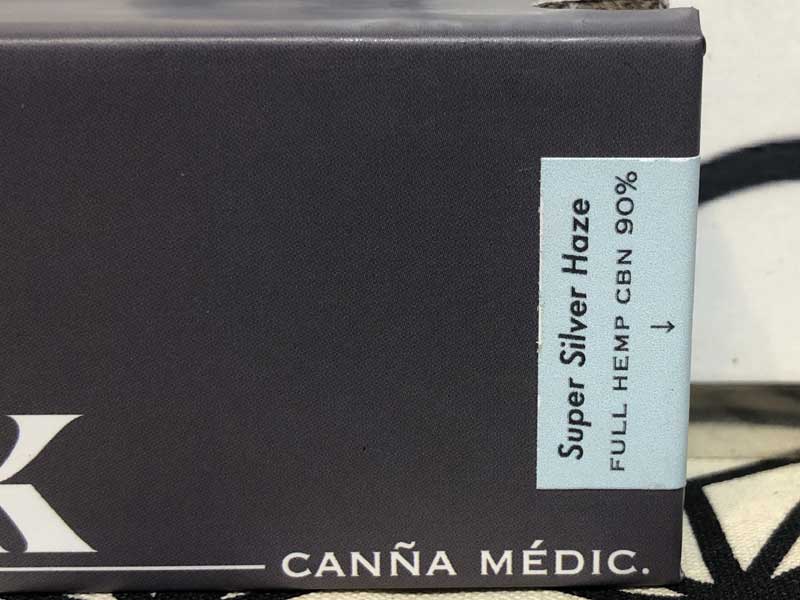 Super Silver Haze
FULL HEMP CBN 90%
↓
K
CANÑA MÉDIC.